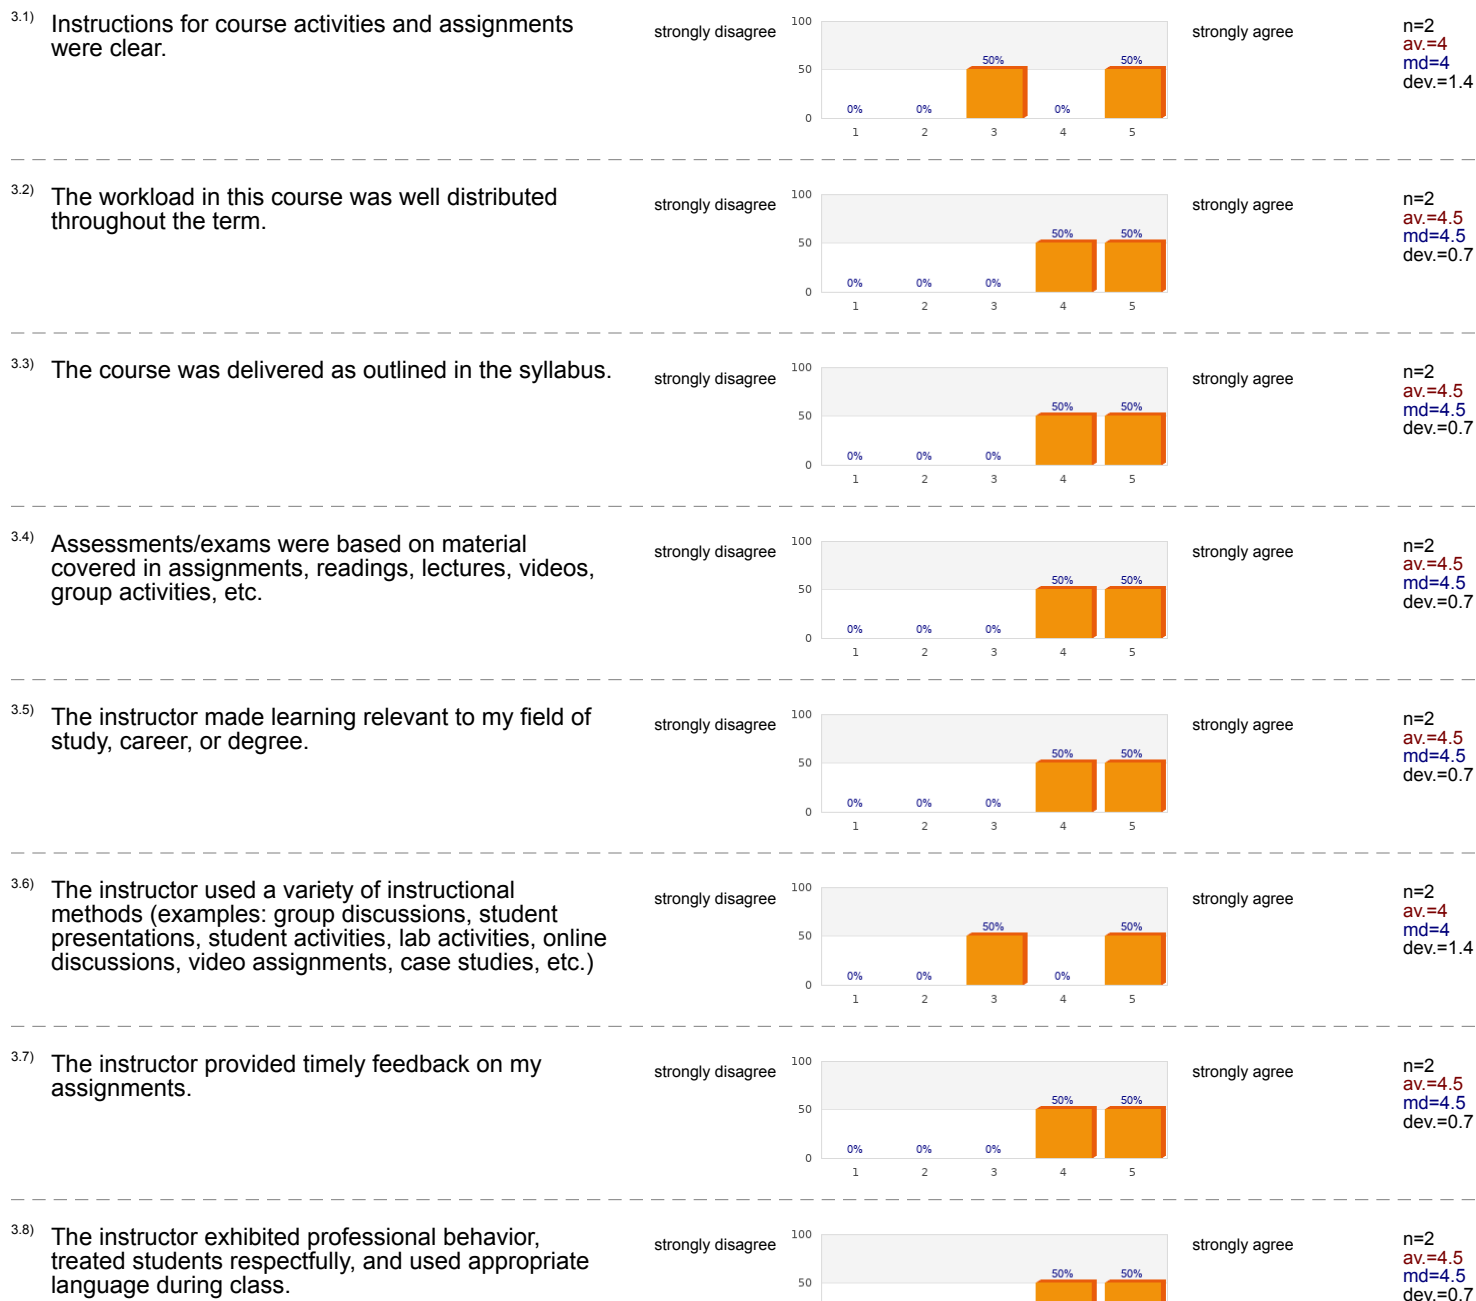 3.1) Instructions for course activities and assignments
were clear.
strongly disagree
100
50
0
0%
0%
50%
0%
50%
1
2
3
4
5
strongly agree
n=2
av.=4
md=4
dev.=1.4
3.2) The workload in this course was well distributed
throughout the term.
strongly disagree
100
50
0
0%
0%
0%
50%
50%
1
2
3
4
5
strongly agree
n=2
av.=4.5
md=4.5
dev.=0.7
3.3) The course was delivered as outlined in the syllabus.
strongly disagree
100
50
0
0%
0%
0%
50%
50%
1
2
3
4
5
strongly agree
n=2
av.=4.5
md=4.5
dev.=0.7
3.4) Assessments/exams were based on material
covered in assignments, readings, lectures, videos,
group activities, etc.
strongly disagree
100
50
0
0%
0%
0%
50%
50%
1
2
3
4
5
strongly agree
n=2
av.=4.5
md=4.5
dev.=0.7
3.5) The instructor made learning relevant to my field of
study, career, or degree.
strongly disagree
100
50
0
0%
0%
0%
50%
50%
1
2
3
4
5
strongly agree
n=2
av.=4.5
md=4.5
dev.=0.7
3.6) The instructor used a variety of instructional
methods (examples: group discussions, student
presentations, student activities, lab activities, online
discussions, video assignments, case studies, etc.)
strongly disagree
100
50
0
0%
0%
50%
0%
50%
1
2
3
4
5
strongly agree
n=2
av.=4
md=4
dev.=1.4
3.7) The instructor provided timely feedback on my
assignments.
strongly disagree
100
50
0
0%
0%
0%
50%
50%
1
2
3
4
5
strongly agree
n=2
av.=4.5
md=4.5
dev.=0.7
3.8) The instructor exhibited professional behavior,
treated students respectfully, and used appropriate
language during class.
strongly disagree
100
50
50%
50%
strongly agree
n=2
av.=4.5
md=4.5
dev.=0.7